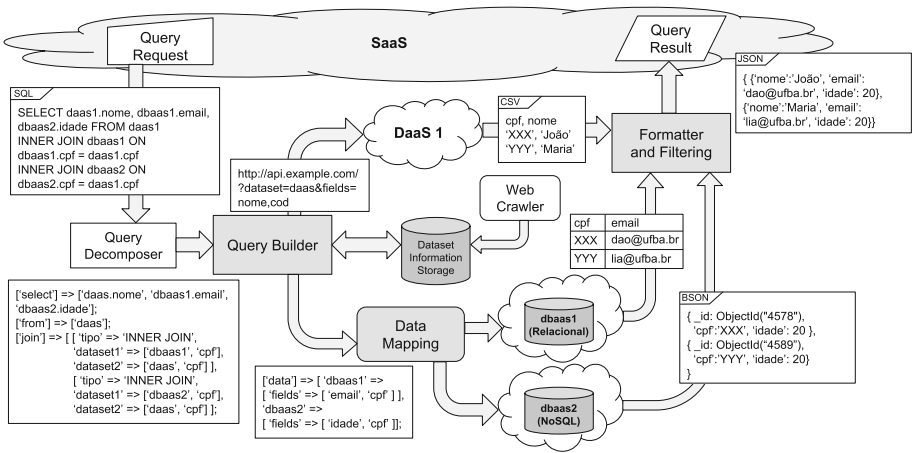 Query
Request
SaaS
Query
Result
SQL
SELECT daas1.nome, dbaas1.email,
dbaas2.idade FROM daas1
INNER JOIN dbaas1 ON
dbaas1.cpf = daas1.cpf
INNER JOIN dbaas2 ON
dbaas2.cpf = daas1.cpf
DaaS 1
CSV
cpf, nome
'XXX', 'João'
'YYY', 'Maria'
Formatter
and Filtering
JSON
{ {'nome':'João', 'email':
'dao@ufba.br', 'idade': 20},
{'nome':'Maria', 'email':
'lia@ufba.br', 'idade': 20}}
http://api.example.com/
?dataset=daas&fields=
nome,cod
Web
Crawler
Query
Decomposer
Query Builder
Dataset
Information
Storage
cpf email
XXX dao@ufba.br
YYY lia@ufba.br
['select'] => ['daas.nome', 'dbaas1.email',
'dbaas2.idade'];
['from'] => ['daas'];
['join'] => [ [ 'tipo' => 'INNER JOIN',
'dataset1' => ['dbaas1', 'cpf'],
dataset2' => ['daas', 'cpf'] ],
[ 'tipo' => 'INNER JOIN',
dataset1' => ['dbaas2', 'cpf'],
dataset2' => ['daas', 'cpf'] ];
Data
Mapping
dbaas1
(Relacional)
BSON
{ _id: ObjectId("4578"),
'cpf':'XXX', 'idade': 20 },
{ _id: ObjectId("4589"),
'cpf':'YYY', 'idade': 20}
}
['data'] => [ 'dbaas1' =>
[ 'fields' => [ 'email', 'cpf' ] ],
'dbaas2' =>
[ 'fields' => [ 'idade', 'cpf' ]];
dbaas2
(NoSQL)